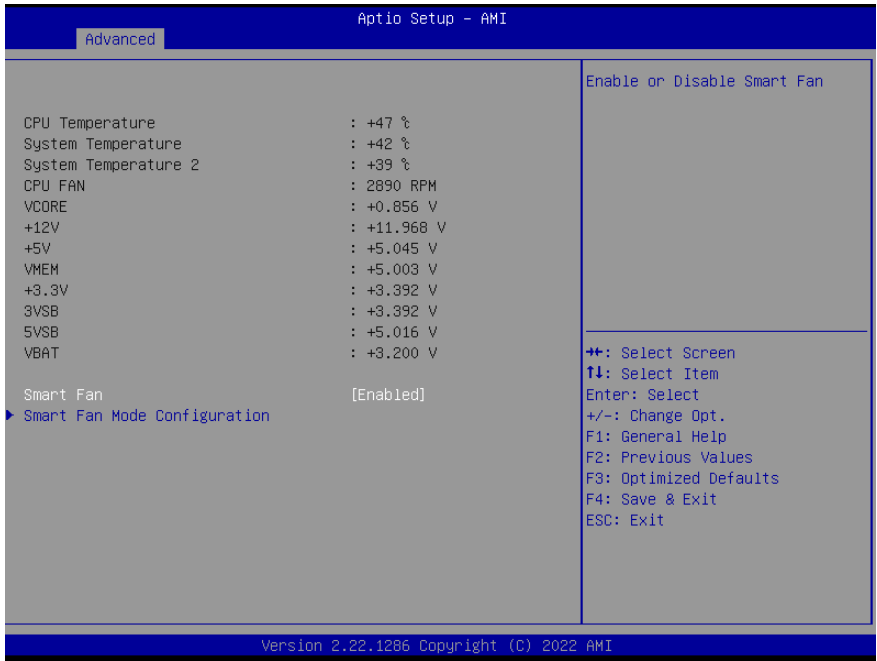 Aptio Setup – AMI
Advanced
Enable or Disable Smart Fan
CPU Temperature : +47 ℃
System Temperature : +42 ℃
System Temperature 2 : +39 ℃
CPU FAN : 2890 RPM
VCORE : +0.856 V
+12V : +11.968 V
+5V : +5.045 V
VMEM : +5.003 V
+3.3V : +3.392 V
3VSB : +3.392 V
5VSB : +5.016 V
VBAT : +3.200 V
Smart Fan [Enabled]
Smart Fan Mode Configuration
→←: Select Screen
↑↓: Select Item
Enter: Select
+/-: Change Opt.
F1: General Help
F2: Previous Values
F3: Optimized Defaults
F4: Save & Exit
ESC: Exit
Version 2.22.1286 Copyright (C) 2022 AMI